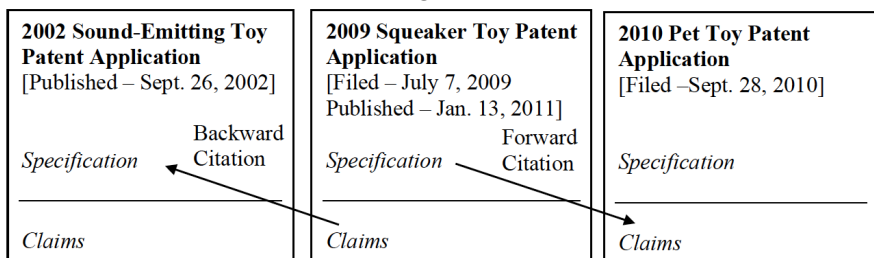 2002 Sound-Emitting Toy
Patent Application
[Published – Sept. 26, 2002]
Backward
Citation
Specification
Claims
2009 Squeaker Toy Patent
Application
[Filed – July 7, 2009
Published – Jan. 13, 2011]
Forward
Citation
Specification
Claims
2010 Pet Toy Patent
Application
[Filed –Sept. 28, 2010]
Specification
Claims